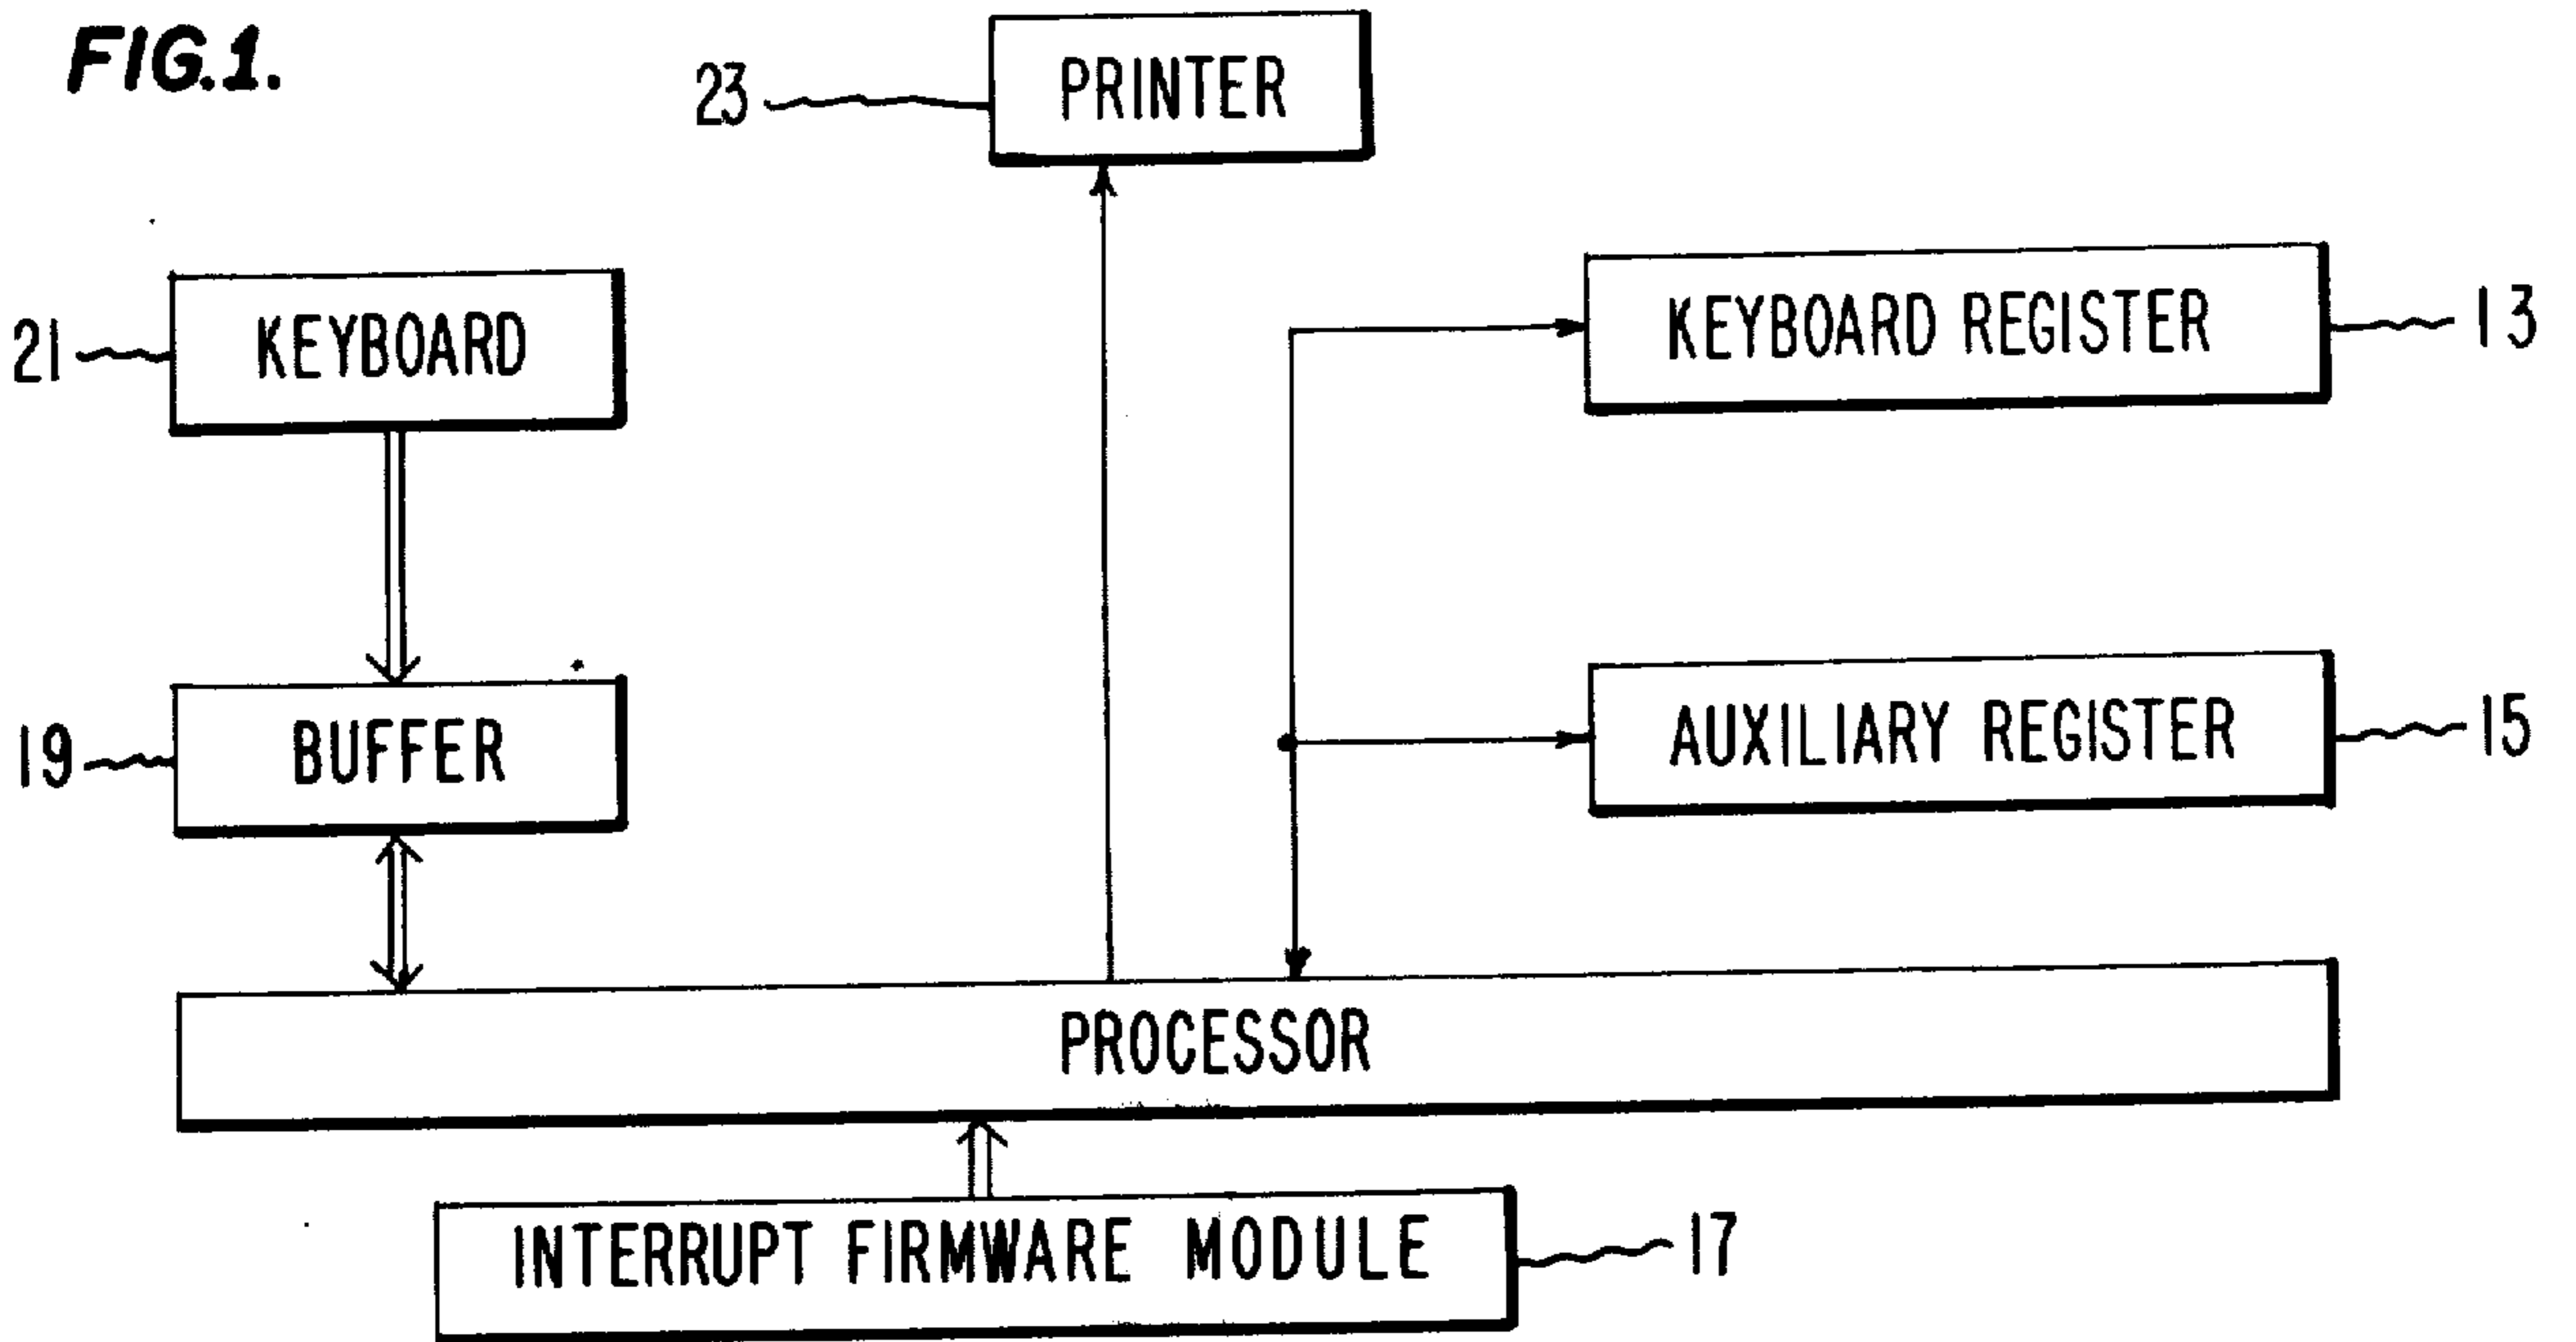 FIG.1.
23
PRINTER
21
KEYBOARD
KEYBOARD REGISTER
13
19
BUFFER
AUXILIARY REGISTER
15
PROCESSOR
INTERRUPT FIRMWARE MODULE
17